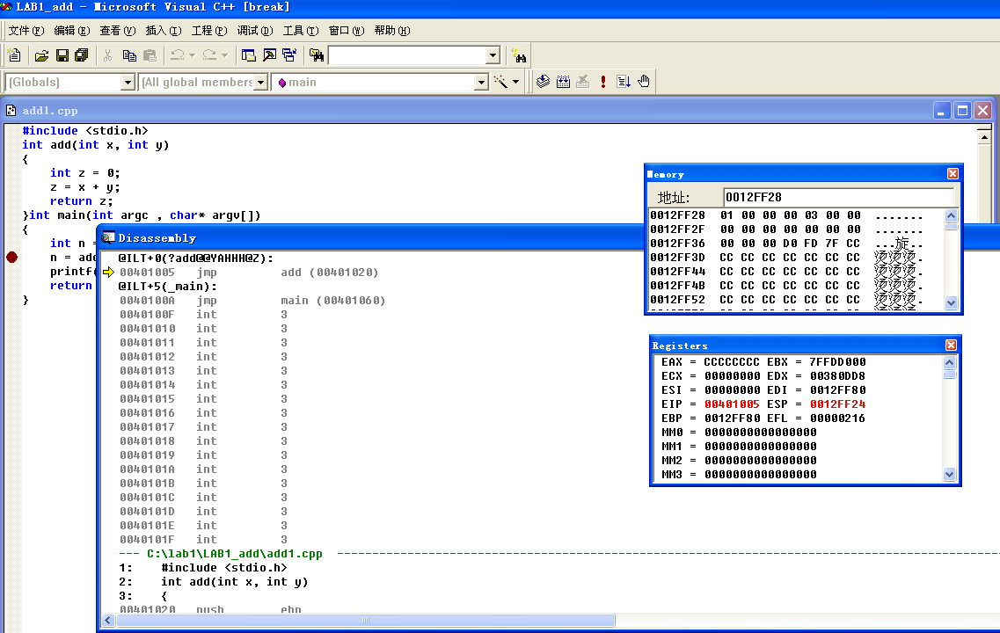 LAB1_add - Microsoft Visual C++ [break]
文件(F) 编辑(E) 查看(V) 插入(I) 工程(P) 调试(D) 工具(T) 窗口(W) 帮助(H)
(Globals) (All global members main
add1.cpp
#include <stdio.h>
int add(int x, int y)
{
int z = 0;
z = x + y;
return z;
}int main(int argc , char* argv[])
{
int n =
n = add
printf(
return
}
Memory
地址: 0012FF28
0012FF28 01 00 00 00 03 00 00 .......
0012FF2F 00 00 00 00 00 00 00 .......
0012FF36 00 00 00 D0 FD 7F CC ...旋..
0012FF3D CC CC CC CC CC CC CC 烫烫烫.
0012FF44 CC CC CC CC CC CC CC 烫烫烫.
0012FF4B CC CC CC CC CC CC CC 烫烫烫.
0012FF52 CC CC CC CC CC CC CC 烫烫烫.
Disassembly
@ILT+0(?add@@YAHHH@Z):
00401005 jmp add (00401020)
@ILT+5(_main):
0040100A jmp main (00401060)
0040100F int 3
00401010 int 3
00401011 int 3
00401012 int 3
00401013 int 3
00401014 int 3
00401015 int 3
00401016 int 3
00401017 int 3
00401018 int 3
00401019 int 3
0040101A int 3
0040101B int 3
0040101C int 3
0040101D int 3
0040101E int 3
0040101F int 3
--- C:\lab1\LAB1_add\add1.cpp
1: #include <stdio.h>
2: int add(int x, int y)
3: {
00401020 push ebp
Registers
EAX = CCCCCCCC EBX = 7FFDD000
ECX = 00000000 EDX = 00380DD8
ESI = 00000000 EDI = 0012FF80
EIP = 00401005 ESP = 0012FF24
EBP = 0012FF80 EFL = 00000216
MM0 = 0000000000000000
MM1 = 0000000000000000
MM2 = 0000000000000000
MM3 = 0000000000000000